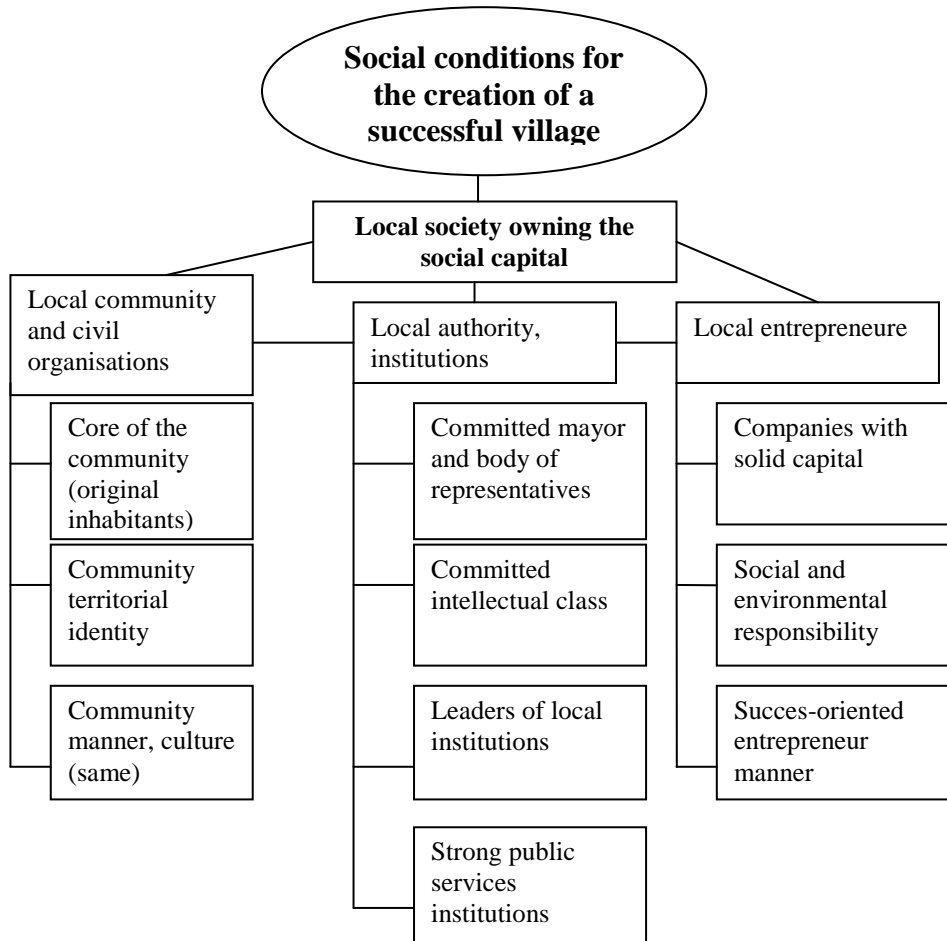 Social conditions for
the creation of a
successful village
Local society owning the
social capital
Local community
and civil
organisations
Local authority,
institutions
Local entrepreneure
Core of the
community
(original
inhabitants)
Committed mayor
and body of
representatives
Companies with
solid capital
Community
territorial
identity
Committed
intellectual class
Social and
environmental
responsibility
Community
manner, culture
(same)
Leaders of local
institutions
Succes-oriented
entrepreneur
manner
Strong public
services
institutions